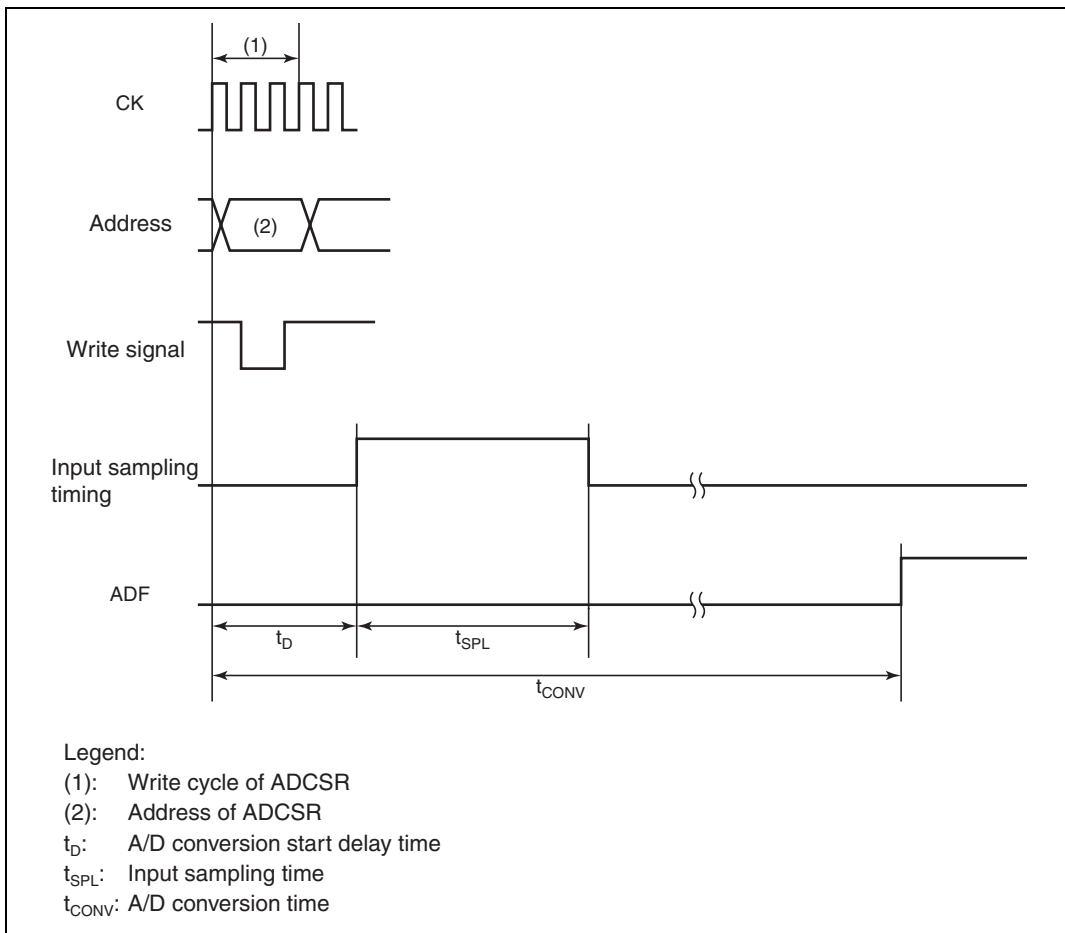 (1)
CK
Address
(2)
Write signal
Input sampling
timing
ADF
tD
tSPL
tCONV
Legend:
(1): Write cycle of ADCSR
(2): Address of ADCSR
tD: A/D conversion start delay time
tSPL: Input sampling time
tCONV: A/D conversion time